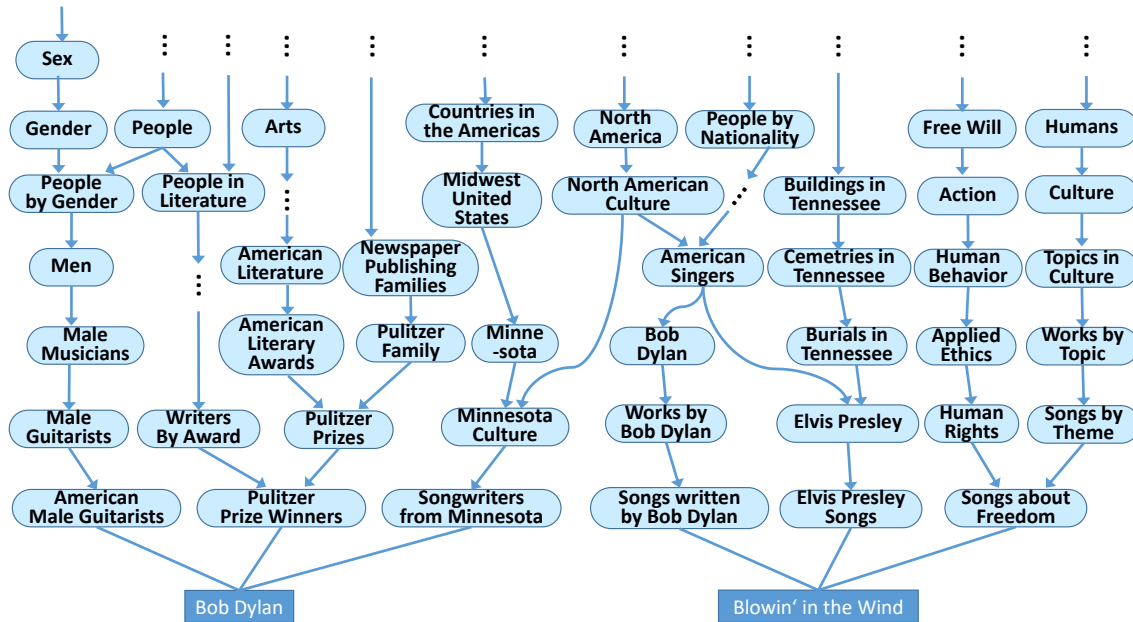 Sex
Gender
People
Arts
Countries in
the Americas
North
America
People by
Nationality
Free Will
Humans
People
by Gender
People in
Literature
Midwest
United
States
North American
Culture
Buildings in
Tennessee
Action
Culture
Men
American
Literature
Newspaper
Publishing
Families
American
Singers
Cemetries in
Tennessee
Human
Behavior
Topics in
Culture
Male
Musicians
American
Literary
Awards
Pulitzer
Family
Minne
-sota
Bob
Dylan
Burials in
Tennessee
Applied
Ethics
Works by
Topic
Male
Guitarists
Writers
By Award
Pulitzer
Prizes
Minnesota
Culture
Works by
Bob Dylan
Elvis Presley
Human
Rights
Songs by
Theme
American
Male Guitarists
Pulitzer
Prize Winners
Songwriters
from Minnesota
Songs written
by Bob Dylan
Elvis Presley
Songs
Songs about
Freedom
Bob Dylan
Blowin‘ in the Wind